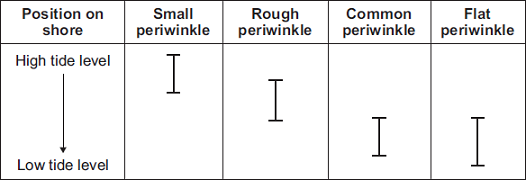 Position on shore
Small periwinkle
Rough periwinkle
Common periwinkle
Flat periwinkle
High tide level
Low tide level